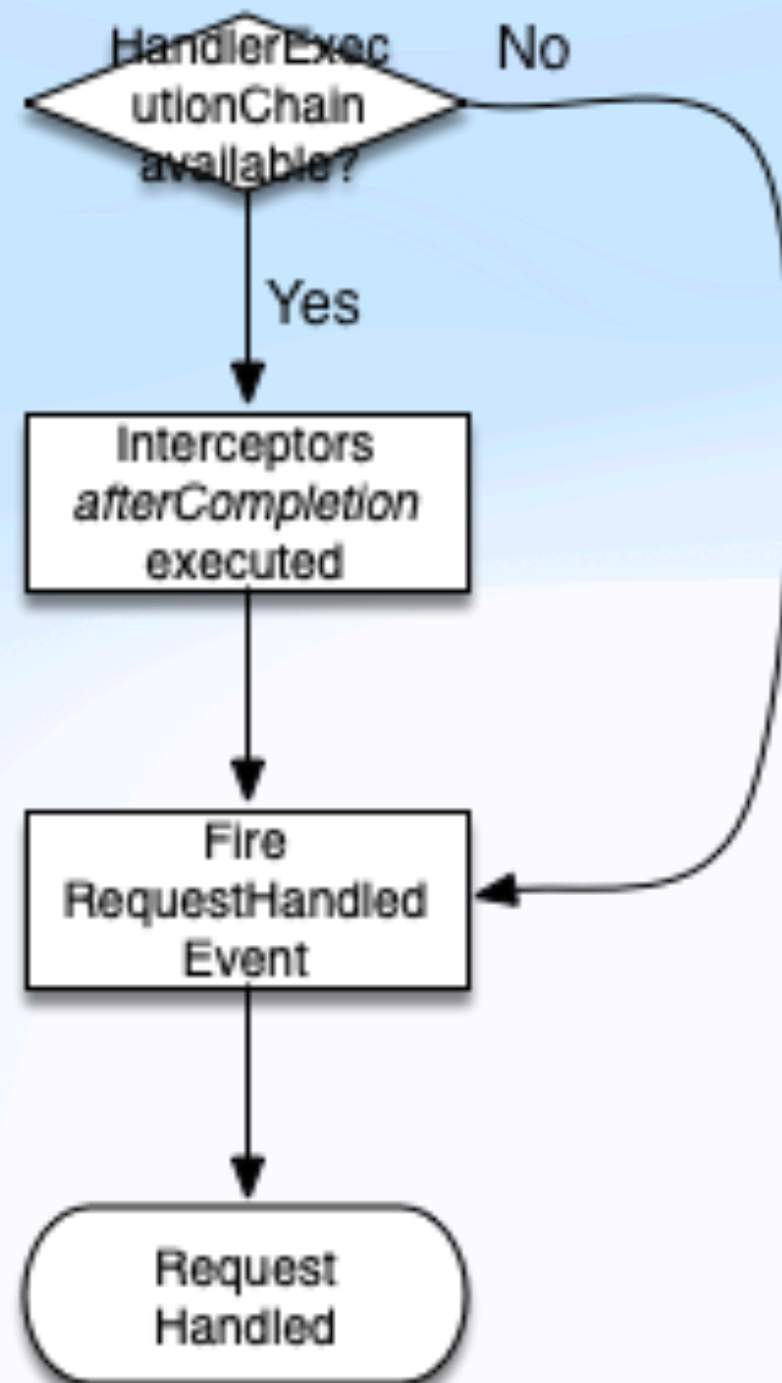 HandlerExec
utionChain
available?
No
Yes
Interceptors
afterCompletion
executed
Fire
RequestHandled
Event
Request
Handled